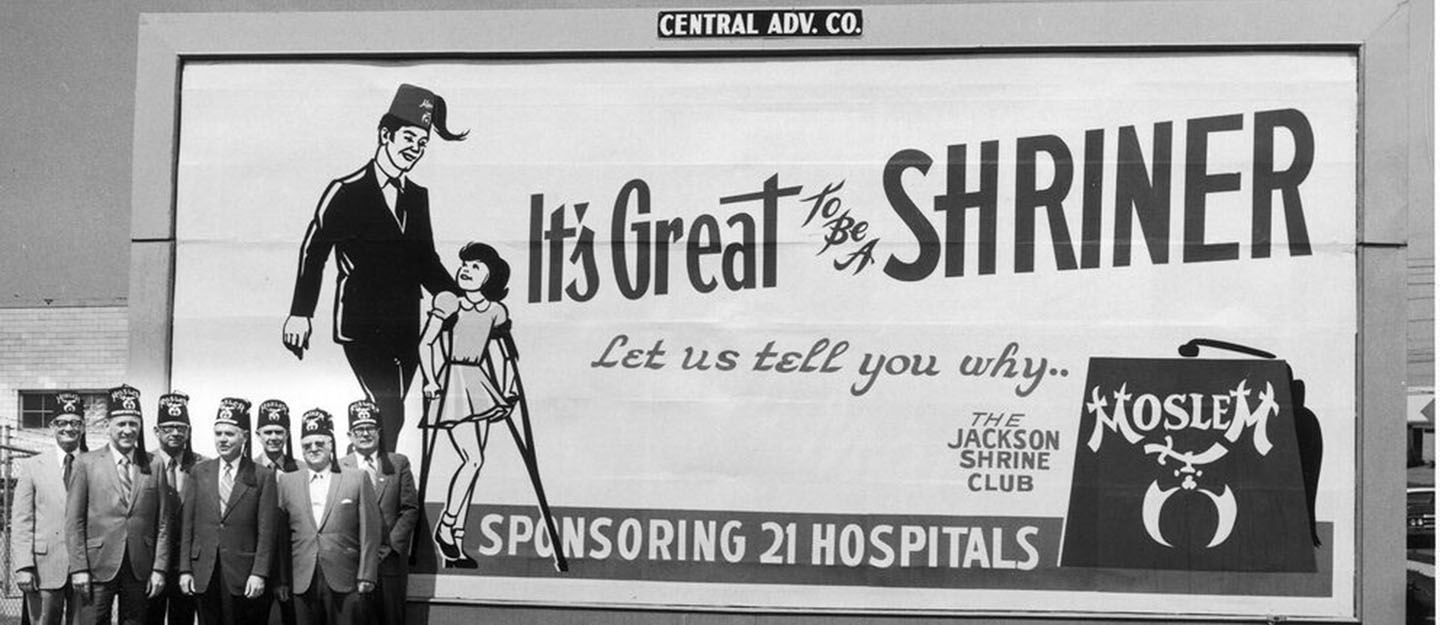 CENTRAL ADV. CO.
It's Great To Be A SHRINER
Let us tell you why..
THE
JACKSON
SHRINE
CLUB
MOSLEM
SPONSORING 21 HOSPITALS